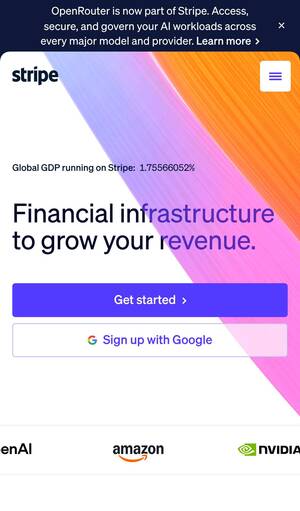 OpenRouter is now part of Stripe. Access,
secure, and govern your AI workloads across
every major model and provider. Learn more >
×
stripe
Global GDP running on Stripe: 1.75566052%
Financial infrastructure
to grow your revenue.
Get started >
Sign up with Google
enAI amazon NVIDIA